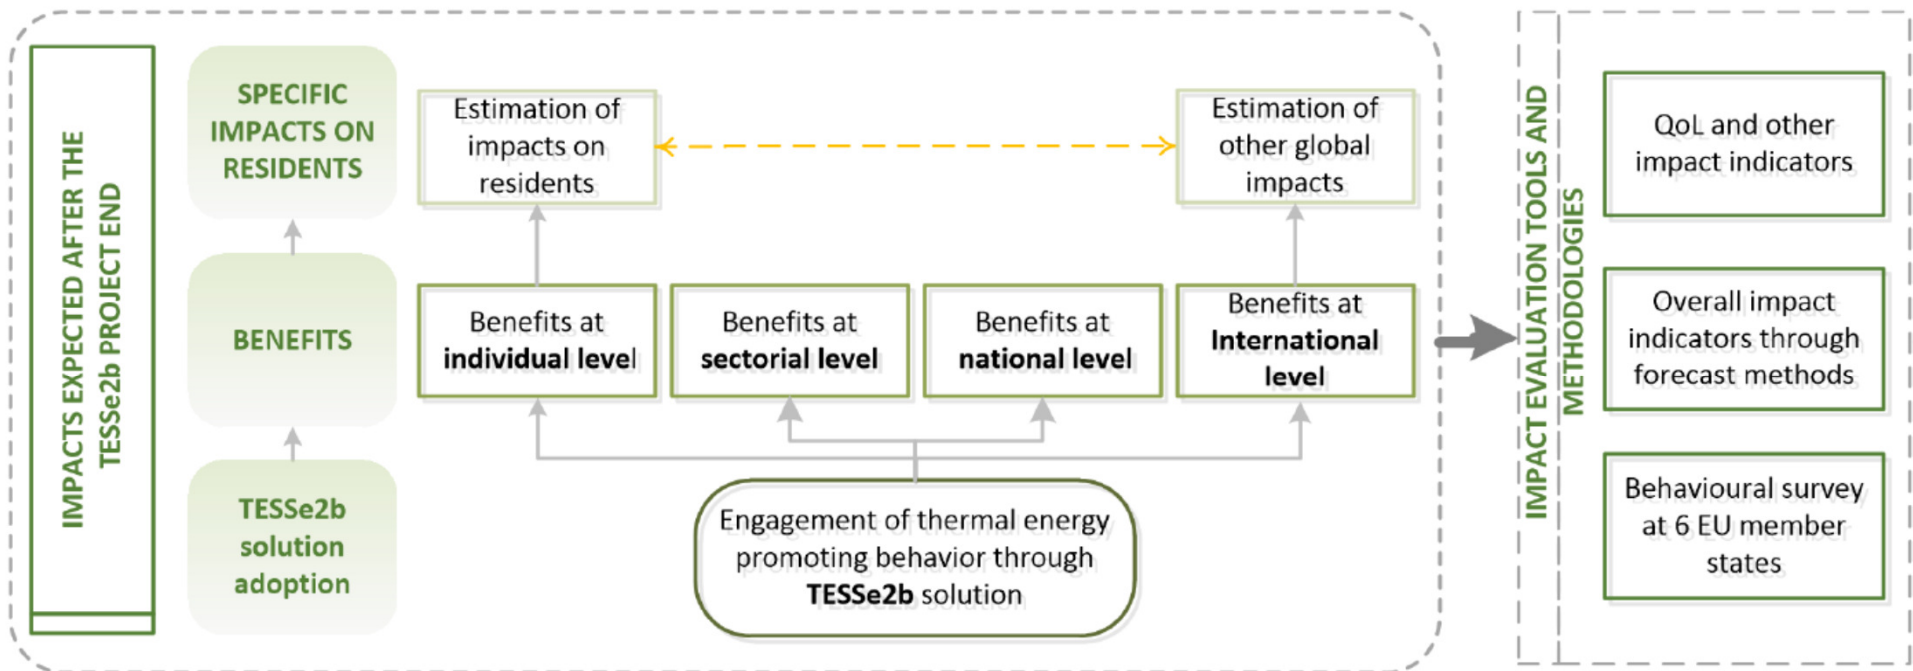 IMPACTS EXPECTED AFTER THE
TESSe2b PROJECT END
SPECIFIC
IMPACTS ON
RESIDENTS
BENEFITS
TESSe2b
solution
adoption
Estimation of
impacts on
residents
Estimation of
other global
impacts
Benefits at
individual level
Benefits at
sectorial level
Benefits at
national level
Benefits at
International
level
Engagement of thermal energy
promoting behavior through
TESSe2b solution
IMPACT EVALUATION TOOLS AND
METHODOLOGIES
QoL and other
impact indicators
Overall impact
indicators through
forecast methods
Behavioural survey
at 6 EU member
states